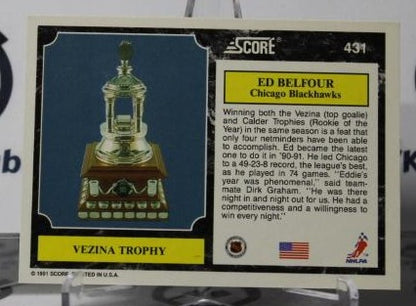 SCORE®
431
ED BELFOUR
Chicago Blackhawks
Winning both the Vezina (top goalie)
and Calder Trophies (Rookie of the
Year) in the same season is a feat that
only four netminders have been able
to accomplish. Ed became the latest
one to do it in '90-91. He led Chicago
to a 49-23-8 record, the league's best,
as he played in 74 games. "Eddie's
year was phenomenal," said team-
mate Dirk Graham. "He was there
night in and night out for us. He had a
competitiveness and a willingness to
win every night."
VEZINA TROPHY
NHLPA
© 1991 SCORE, PRINTED IN U.S.A.